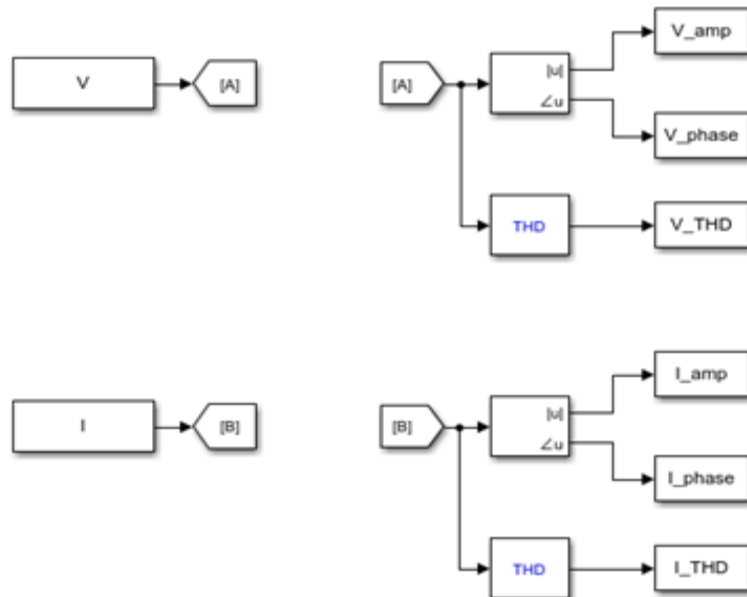 V
[A]
[A]
|u|
∠u
V_amp
V_phase
THD
V_THD
I
[B]
[B]
|u|
∠u
I_amp
I_phase
THD
I_THD